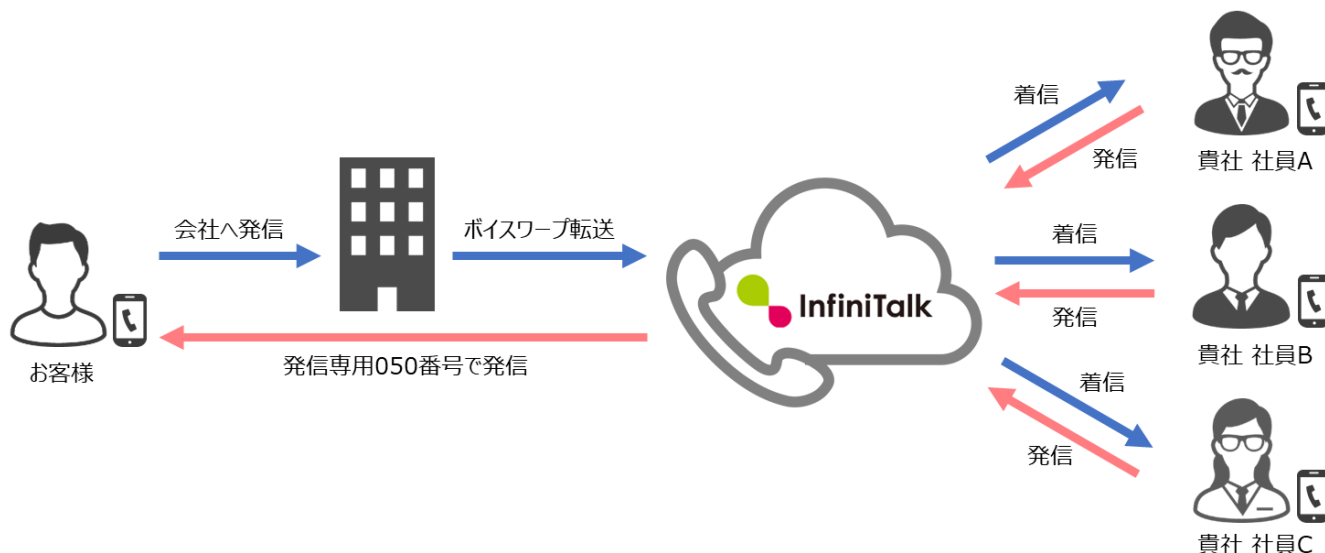 着信
発信
貴社 社員A
会社へ発信
ボイスワープ転送
着信
InfiniTalk
発信
貴社 社員B
お客様
発信専用050番号で発信
着信
発信
貴社 社員C